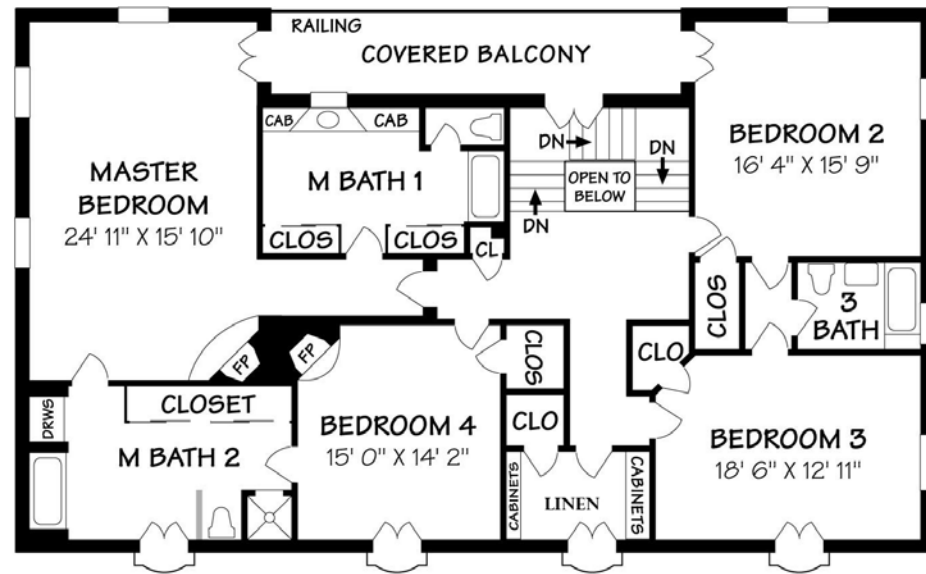 RAILING
COVERED BALCONY
CAB
CAB
DN
DN
BEDROOM 2
16' 4" X 15' 9"
MASTER
BEDROOM
24' 11" X 15' 10"
M BATH 1
OPEN TO
BELOW
DN
CLOS
CLOS
CL
CLOS
3
BATH
FP
FP
CLOS
CLO
DRWS
CLOSET
CLO
BEDROOM 4
15' 0" X 14' 2"
BEDROOM 3
18' 6" X 12' 11"
M BATH 2
CABINETS
LINEN
CABINETS